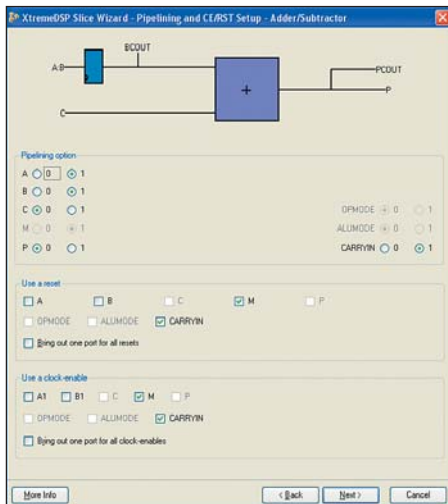 XtremeDSP Slice Wizard - Pipelining and CE/RST Setup - Adder/Subtractor
BCOUT
A:B
PCOUT
+
P
C
Pipelining option
A 0 1
B 0 1
C 0 1 OPMODE 0 1
M 0 1 ALUMODE 0 1
P 0 1 CARRYIN 0 1
Use a reset
A B C M P
OPMODE ALUMODE CARRYIN
Bring out one port for all resets
Use a clock-enable
A1 B1 C M P
OPMODE ALUMODE CARRYIN
Bring out one port for all clock-enables
More Info < Back Next > Cancel